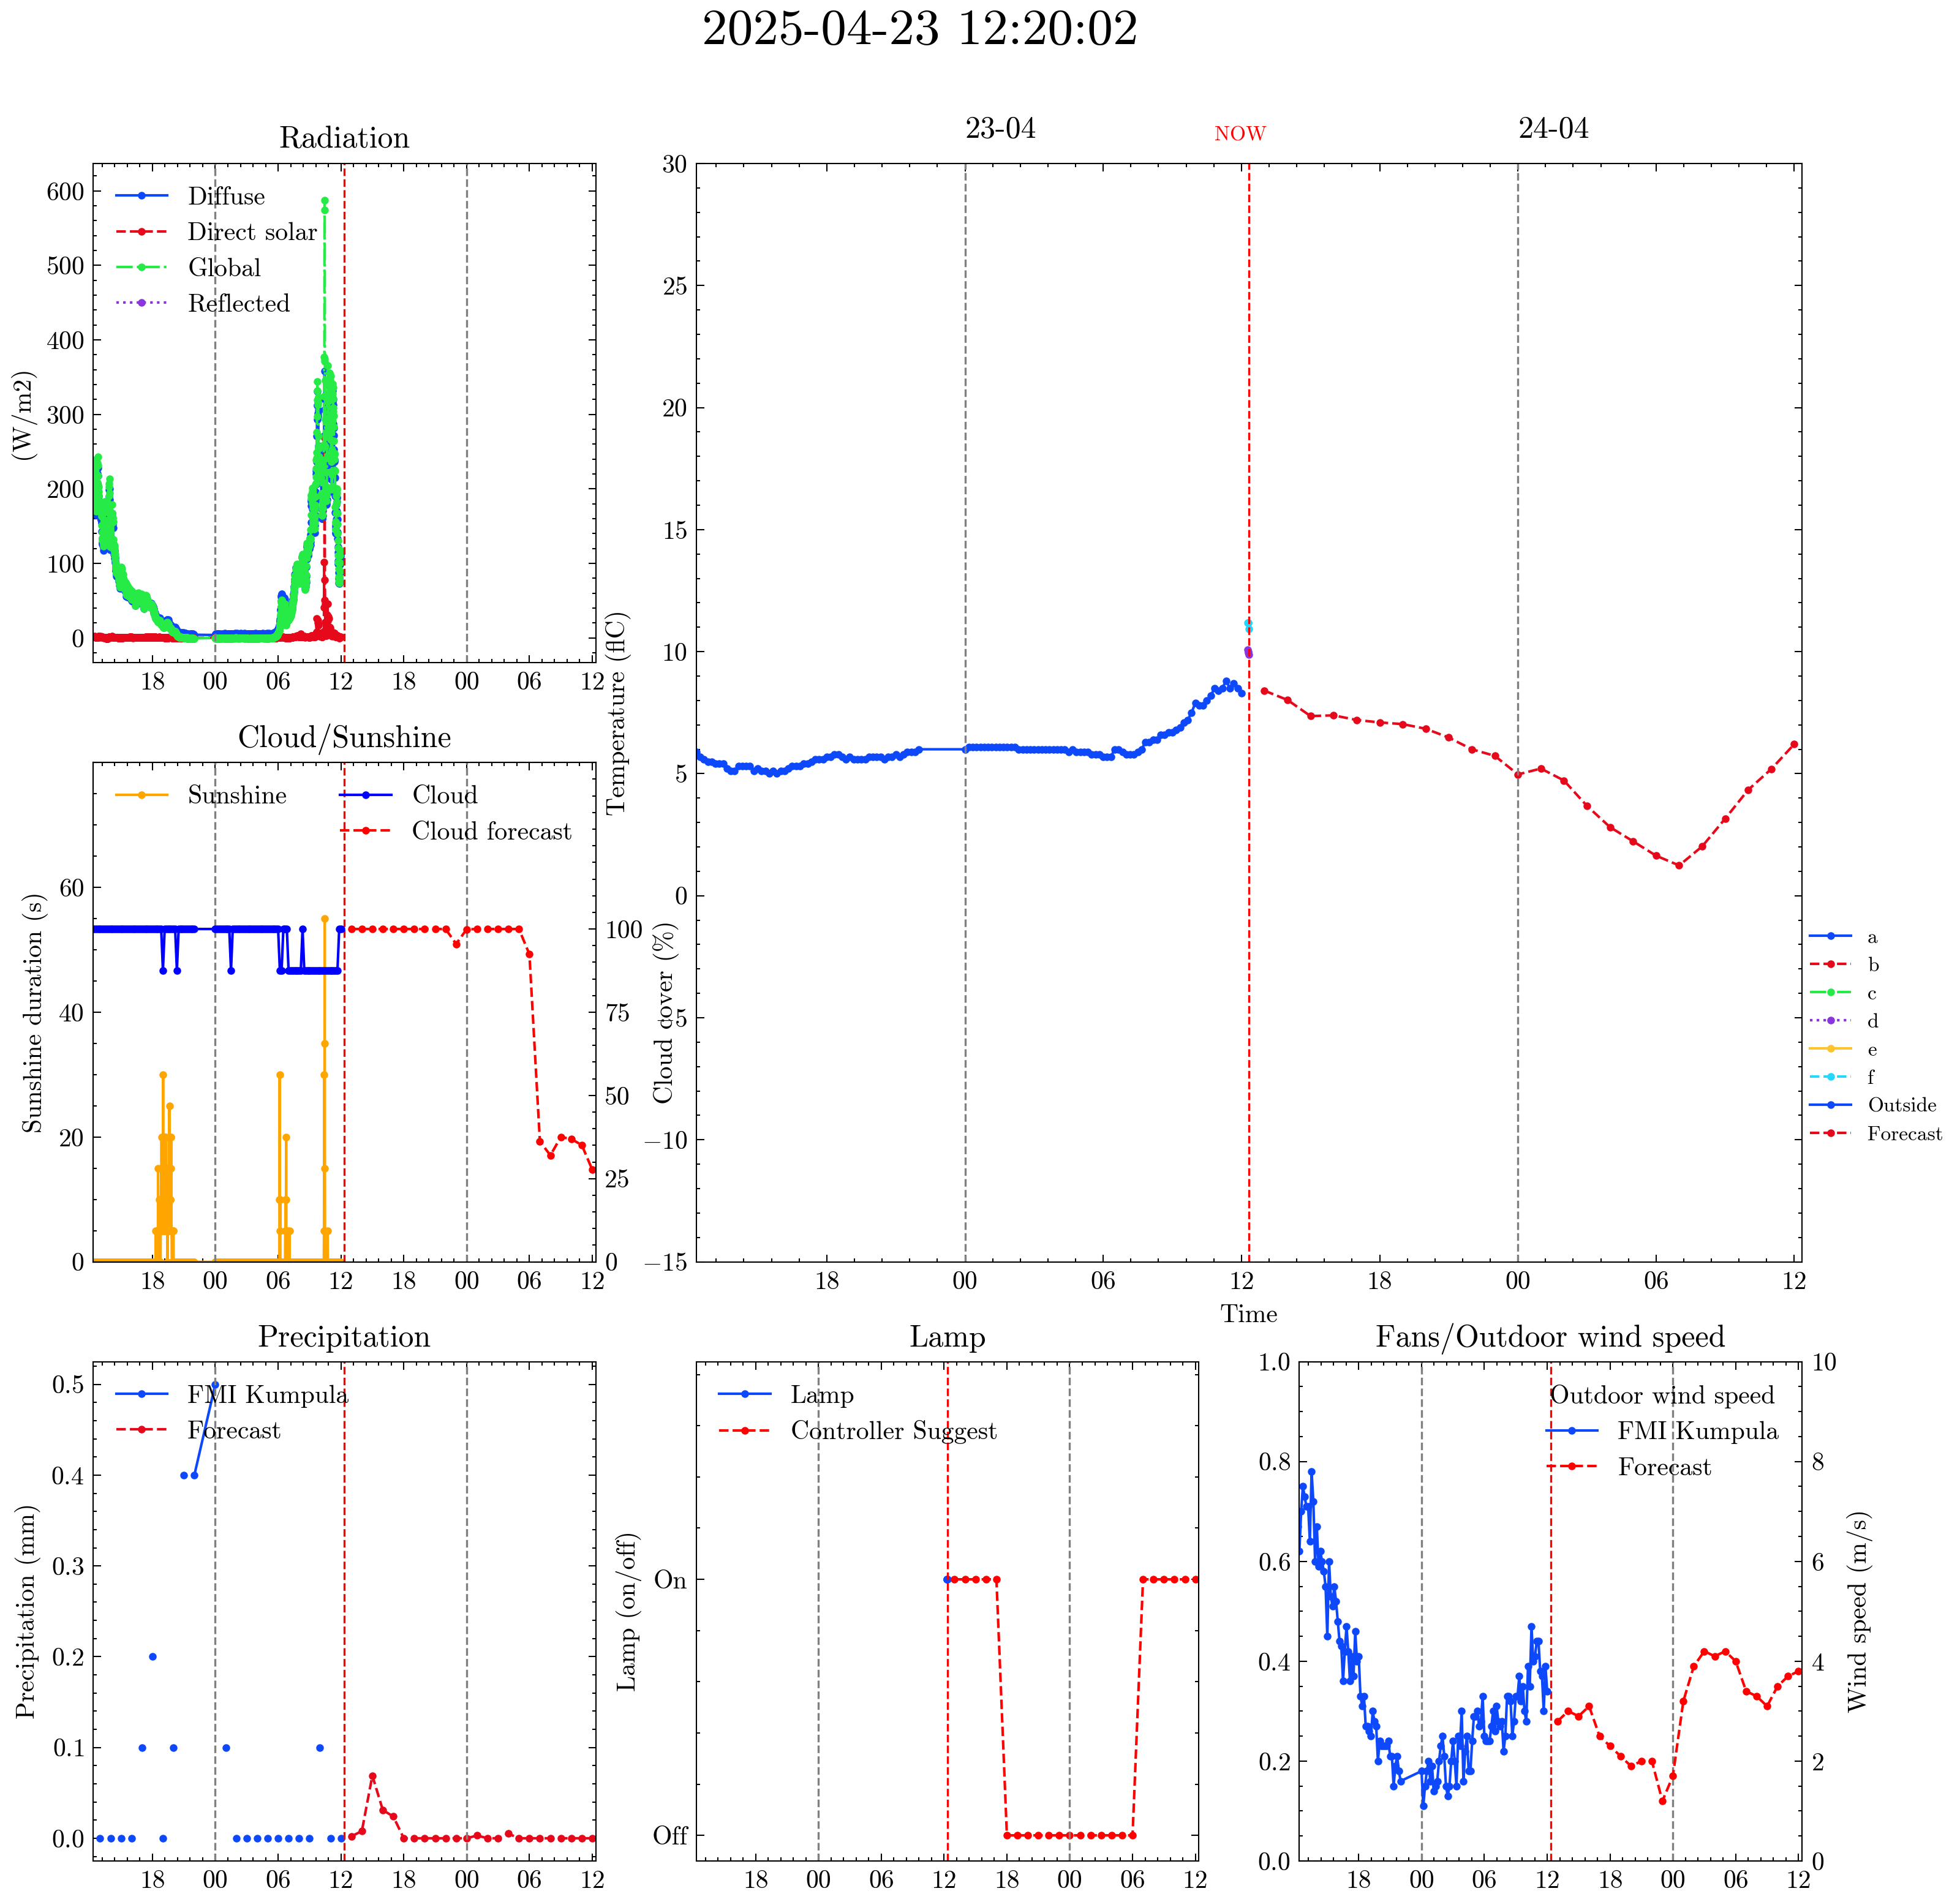 2025-04-23 12:20:02
Radiation
600
500
400
300
200
100
0
(W/m2)
Diffuse
Direct solar
Global
Reflected
18 00 06 12 18 00 06 12
23-04 NOW 24-04
30
25
20
15
10
5
0
−5
−10
−15
Temperature (flC)
18 00 06 12 18 00 06 12
Time
a
b
c
d
e
f
Outside
Forecast
Cloud/Sunshine
60
40
20
0
Sunshine duration (s)
Sunshine
Cloud
Cloud forecast
100
75
50
25
0
Cloud cover (%)
18 00 06 12 18 00 06 12
Precipitation
0.5
0.4
0.3
0.2
0.1
0.0
Precipitation (mm)
FMI Kumpula
Forecast
18 00 06 12 18 00 06 12
Lamp
On
Off
Lamp (on/off)
Lamp
Controller Suggest
18 00 06 12 18 00 06 12
Fans/Outdoor wind speed
1.0
0.8
0.6
0.4
0.2
0.0
Outdoor wind speed
FMI Kumpula
Forecast
10
8
6
4
2
0
Wind speed (m/s)
18 00 06 12 18 00 06 12